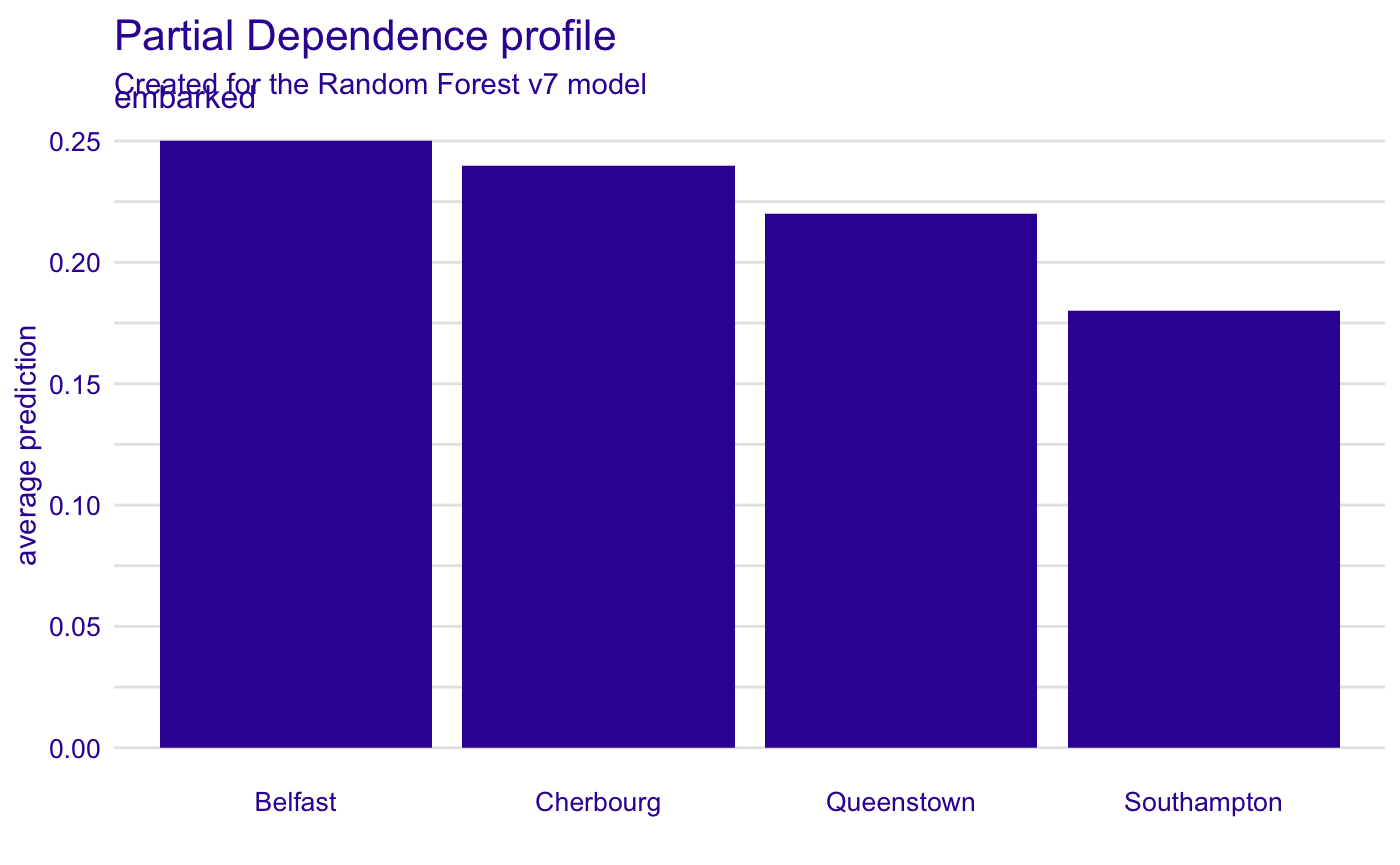 Partial Dependence profile
Created for the Random Forest v7 model
embarked
average prediction
0.25
0.20
0.15
0.10
0.05
0.00
Belfast
Cherbourg
Queenstown
Southampton